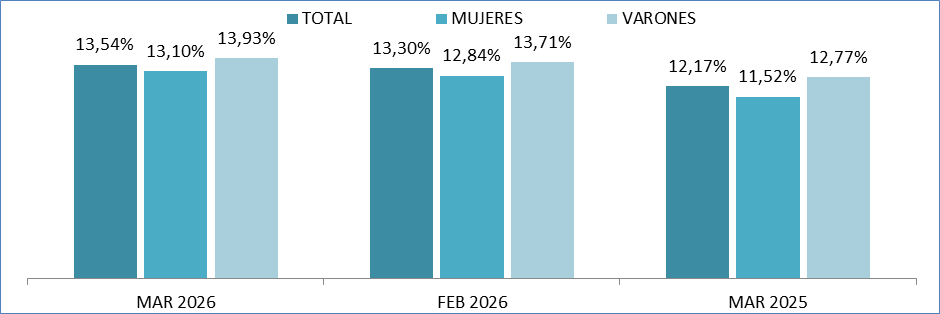 TOTAL MUJERES VARONES
13,54% 13,10% 13,93% 13,30% 12,84% 13,71% 12,17% 11,52% 12,77%
MAR 2026 FEB 2026 MAR 2025